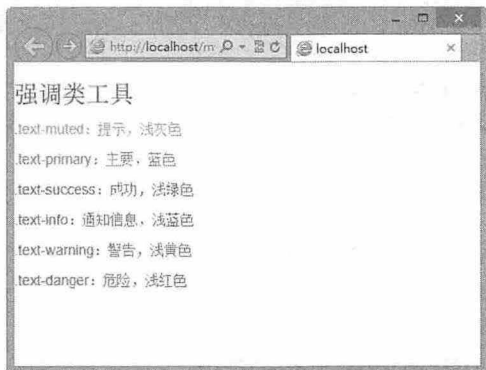 http://localhost/m
localhost
强调类工具
.text-muted：提示，浅灰色
.text-primary：主要，蓝色
.text-success：成功，浅绿色
.text-info：通知信息，浅蓝色
.text-warning：警告，浅黄色
.text-danger：危险，浅红色